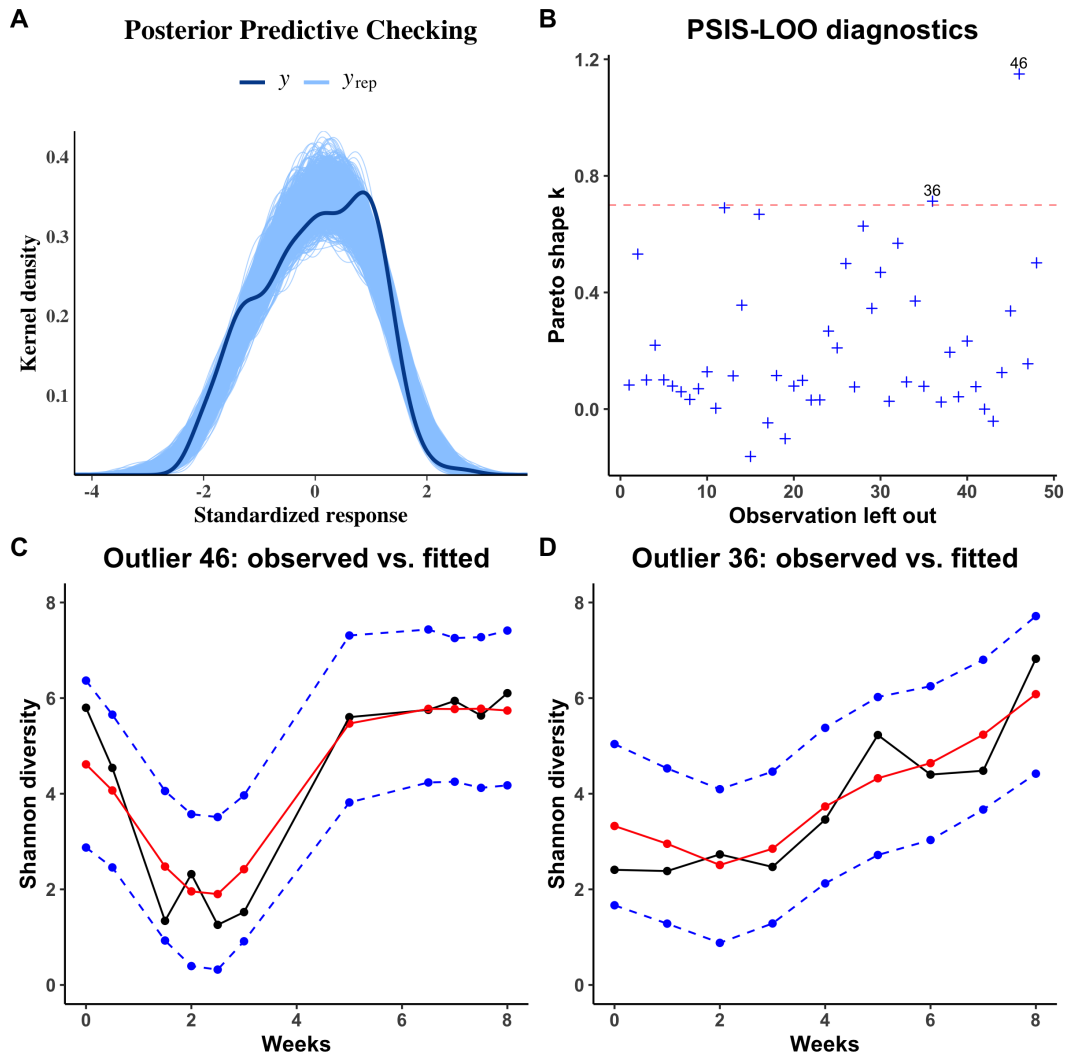 A
Posterior Predictive Checking
y yrep
0.4
0.3
0.2
0.1
Kernel density
-4 -2 0 2
Standardized response
B
PSIS-LOO diagnostics
46
36
1.2
0.8
0.4
0.0
Pareto shape k
0 10 20 30 40 50
Observation left out
C
Outlier 46: observed vs. fitted
8
6
4
2
0
Shannon diversity
0 2 4 6 8
Weeks
D
Outlier 36: observed vs. fitted
8
6
4
2
0
Shannon diversity
0 2 4 6 8
Weeks